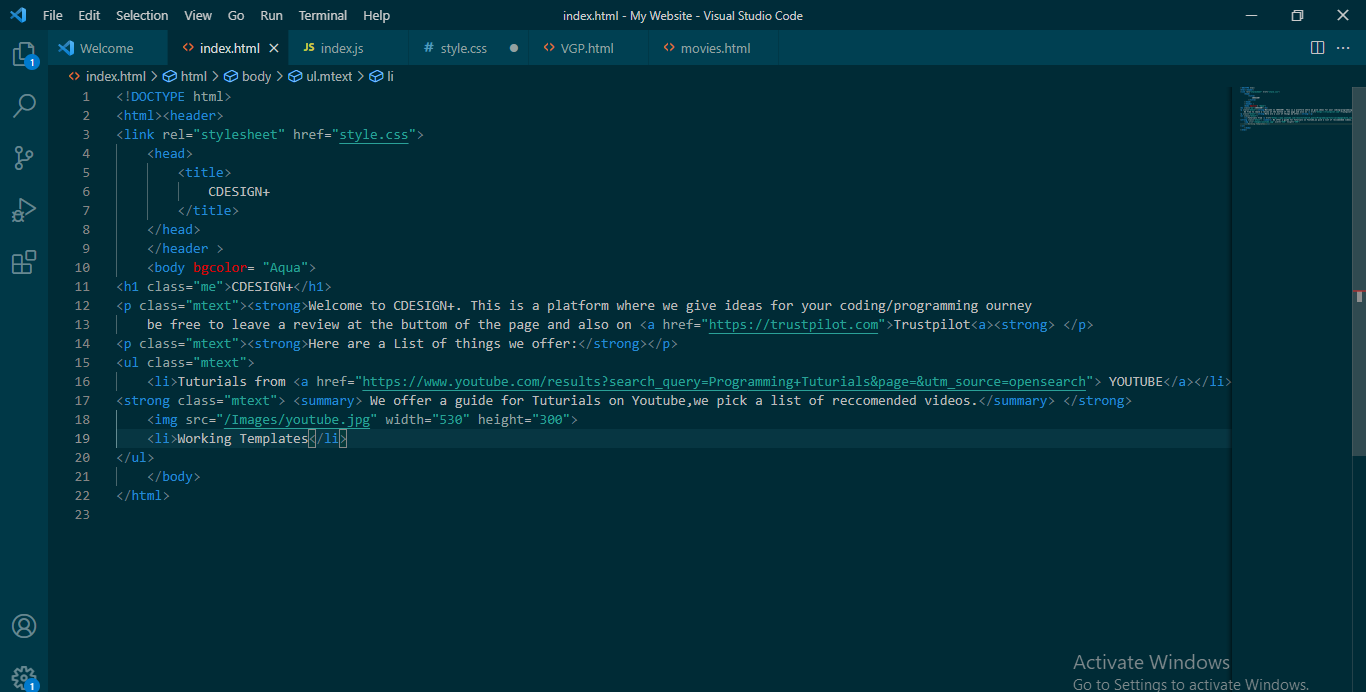 File Edit Selection View Go Run Terminal Help index.html - My Website - Visual Studio Code
Welcome index.html JS index.js # style.css VGP.html movies.html
1
index.html > html > body > ul.mtext > li
1 <!DOCTYPE html>
2 <html><header>
3 <link rel="stylesheet" href="style.css">
4 <head>
5 <title>
6 CDESIGN+
7 </title>
8 </head>
9 </header >
10 <body bgcolor= "Aqua">
11 <h1 class="me">CDESIGN+</h1>
12 <p class="mtext"><strong>Welcome to CDESIGN+. This is a platform where we give ideas for your coding/programming ourney
13 be free to leave a review at the buttom of the page and also on <a href="https://trustpilot.com">Trustpilot<a><strong> </p>
14 <p class="mtext"><strong>Here are a List of things we offer:</strong></p>
15 <ul class="mtext">
16 <li>Tuturials from <a href="https://www.youtube.com/results?search_query=Programming+Tuturials&page=&utm_source=opensearch"> YOUTUBE</a></li>
17 <strong class="mtext"> <summary> We offer a guide for Tuturials on Youtube,we pick a list of reccomended videos.</summary> </strong>
18 <img src="/Images/youtube.jpg" width="530" height="300">
19 <li>Working Templates</li>
20 </ul>
21 </body>
22 </html>
23
Activate Windows
Go to Settings to activate Windows.
1